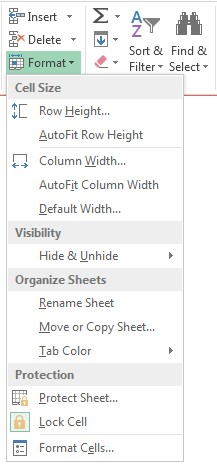 Insert
Delete
Format
Sort &
Filter
Find &
Select
Cell Size
Row Height...
AutoFit Row Height
Column Width...
AutoFit Column Width
Default Width...
Visibility
Hide & Unhide
Organize Sheets
Rename Sheet
Move or Copy Sheet...
Tab Color
Protection
Protect Sheet...
Lock Cell
Format Cells...